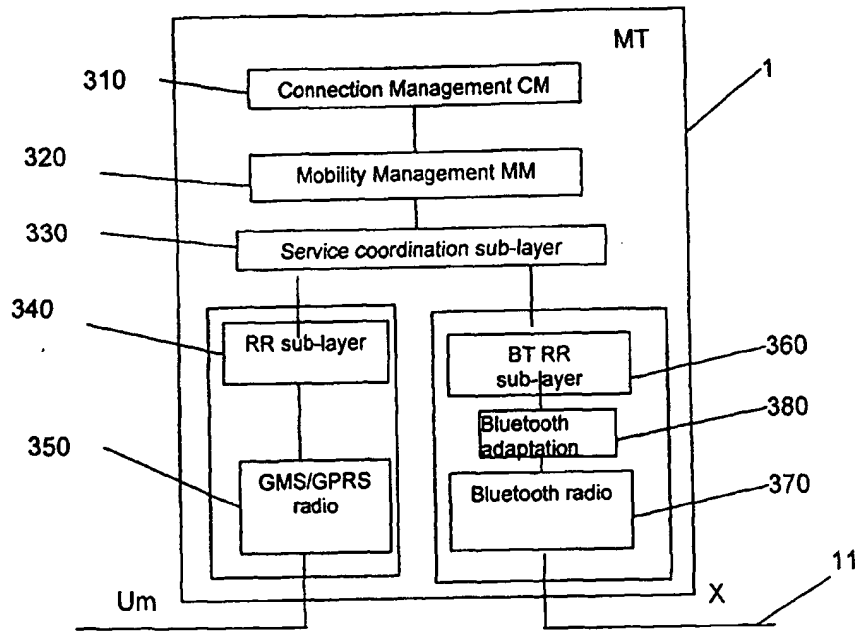 MT
1
310
Connection Management CM
320
Mobility Management MM
330
Service coordination sub-layer
340
RR sub-layer
BT RR
sub-layer
360
Bluetooth
adaptation
380
350
GMS/GPRS
radio
Bluetooth radio
370
Um
X
11